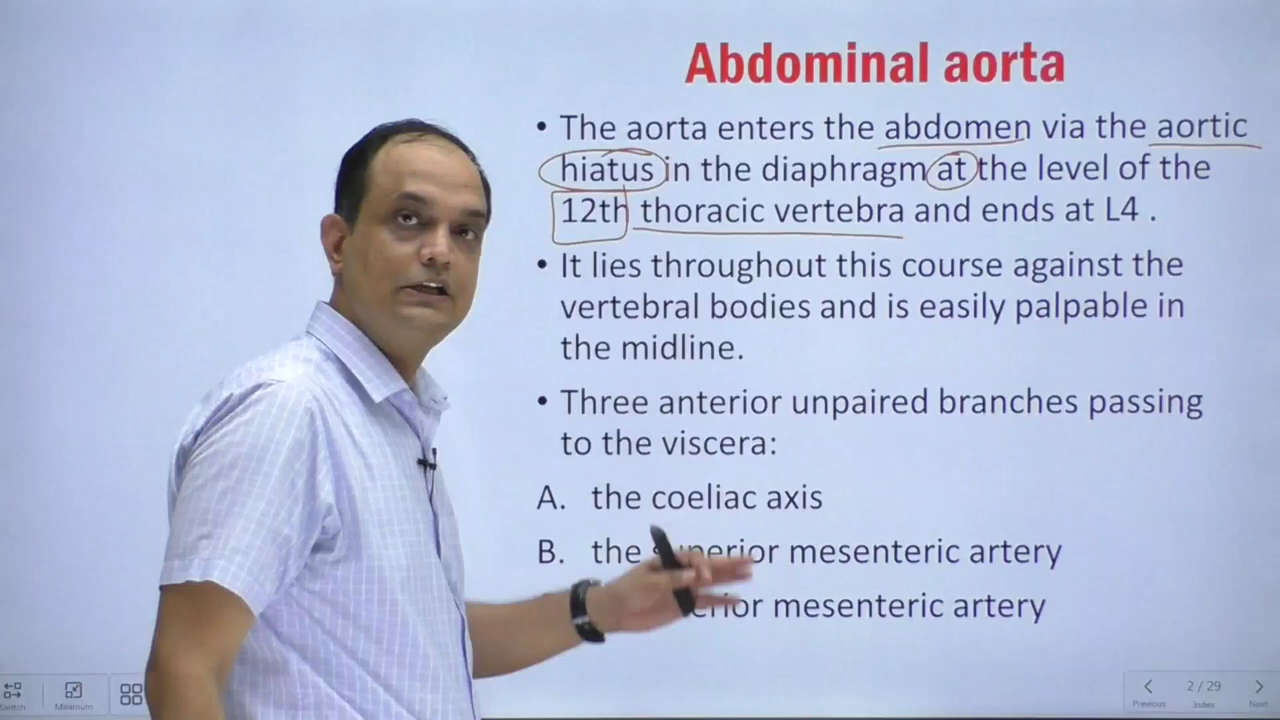 Abdominal aorta
• The aorta enters the abdomen via the aortic
hiatus in the diaphragm at the level of the
12th thoracic vertebra and ends at L4 .
• It lies throughout this course against the
vertebral bodies and is easily palpable in
the midline.
• Three anterior unpaired branches passing
to the viscera:
A. the coeliac axis
B. the superior mesenteric artery
mesenteric artery
Switch
Minimum
Previous
2 / 29
Index
Next